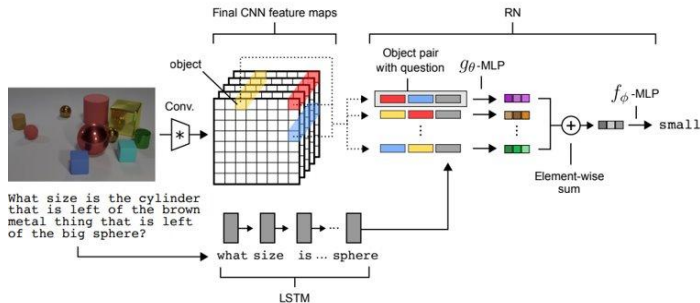 Final CNN feature maps
RN
object
Conv.
*
Object pair
with question
gθ-MLP
fϕ-MLP
...
+
small
Element-wise
sum
What size is the cylinder
that is left of the brown
metal thing that is left
of the big sphere?
what size is ... sphere
LSTM